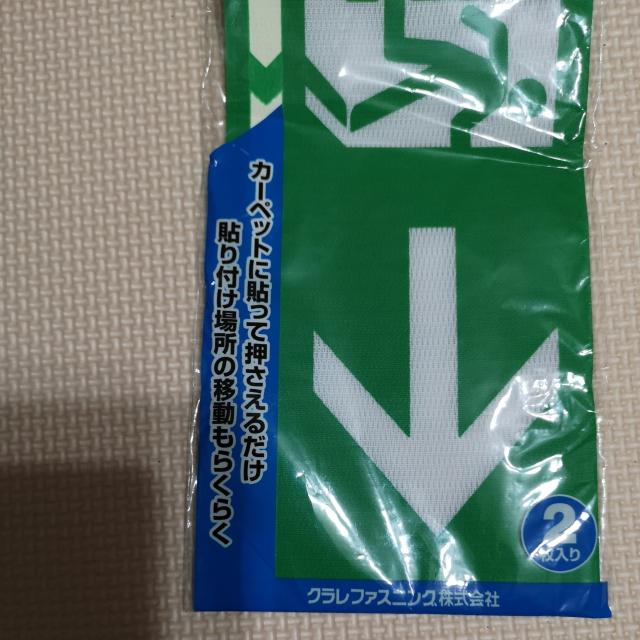 カーペットに貼って押さえるだけ
貼り付け場所の移動もらくらく
2
枚入り
クラレファスニング株式会社